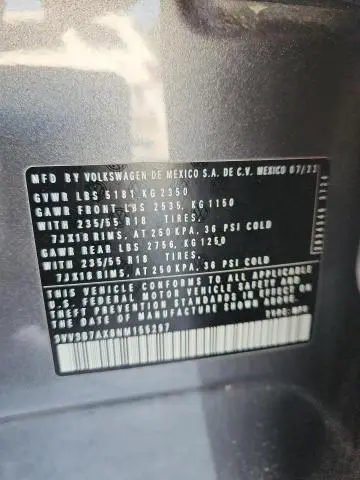 MFD BY VOLKSWAGEN DE MEXICO S.A. DE C.V. MEXICO 07/22
GVWR LBS 5181 KG 2350
GAWR FRONT LBS 2535, KG 1150
WITH 235/55 R18 TIRES,
7JX18 RIMS, AT 250 KPA, 36 PSI COLD
GAWR REAR LBS 2756, KG 1250
WITH 235/55 R18 TIRES,
7JX18 RIMS, AT 250 KPA, 36 PSI COLD
THIS VEHICLE CONFORMS TO ALL APPLICABLE
U.S. FEDERAL MOTOR VEHICLE SAFETY AND
THEFT PREVENTION STANDARDS IN EFFECT ON
THE DATE OF MANUFACTURE SHOWN ABOVE.
TYPE: MPV